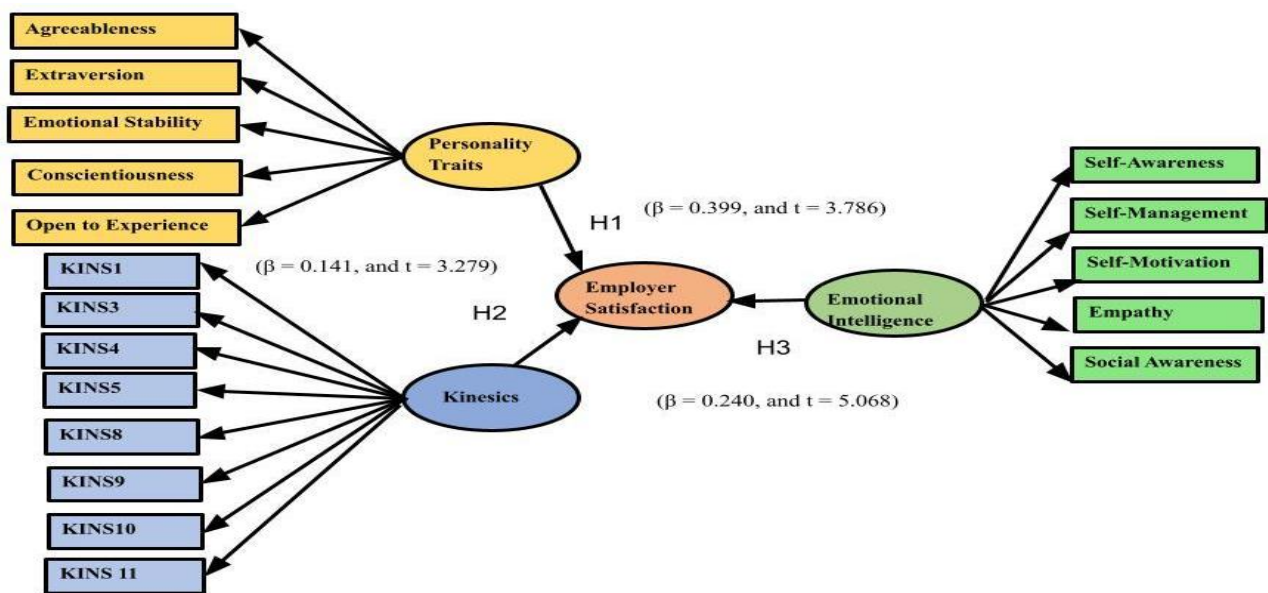 Agreeableness
Extraversion
Emotional Stability
Conscientiousness
Open to Experience
Personality
Traits
H1
(β = 0.399, and t = 3.786)
(β = 0.141, and t = 3.279)
H2
KINS1
KINS3
KINS4
KINS5
KINS8
KINS9
KINS10
KINS 11
Kinesics
Employer
Satisfaction
Emotional
Intelligence
H3
(β = 0.240, and t = 5.068)
Self-Awareness
Self-Management
Self-Motivation
Empathy
Social Awareness